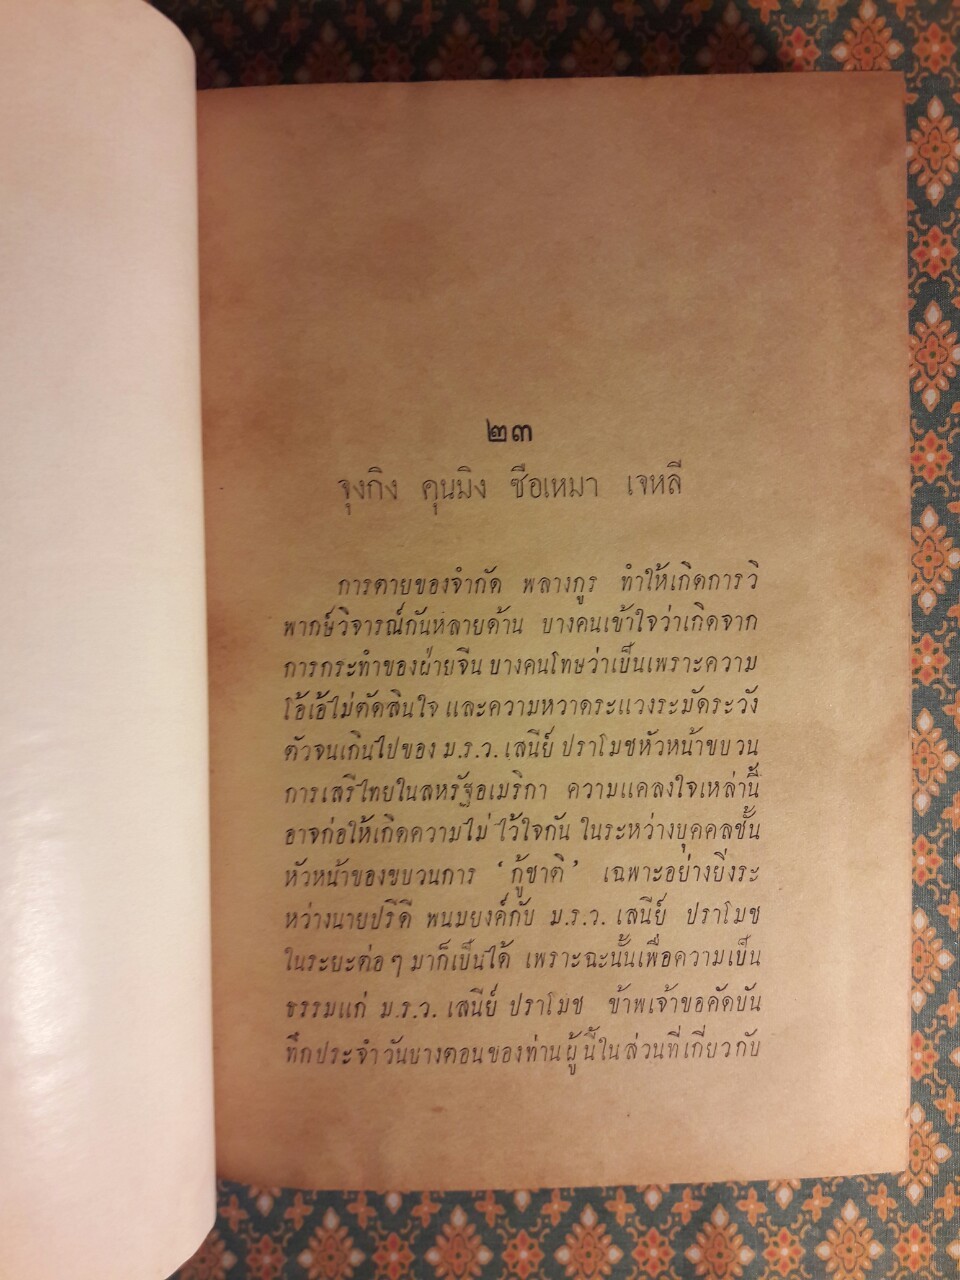 ๒๓
จุงกิง คุนมิง ซือเหมา เจหลี
การตายของจำกัด พลางกูร ทำให้เกิดการวิ
พากษ์วิจารณ์กันหลายด้าน บางคนเข้าใจว่าเกิดจาก
การกระทำของฝ่ายจีน บางคนโทษว่าเป็นเพราะความ
โอ้เอ้ไม่ตัดสินใจ และความหวาดระแวงระมัดระวัง
ตัวจนเกินไปของ ม.ร.ว. เสนีย์ ปราโมชหัวหน้าขบวน
การเสรีไทยในสหรัฐอเมริกา ความแคลงใจเหล่านี้
อาจก่อให้เกิดความไม่ไว้ใจกัน ในระหว่างบุคคลชั้น
หัวหน้าของขบวนการ ‘กู้ชาติ’ เฉพาะอย่างยิ่งระ
หว่างนายปรีดี พนมยงค์กับ ม.ร.ว. เสนีย์ ปราโมช
ในระยะต่อๆ มาก็เป็นได้ เพราะฉะนั้นเพื่อความเป็น
ธรรมแก่ ม.ร.ว. เสนีย์ ปราโมช ข้าพเจ้าขอคัดบัน
ทึกประจำวันบางตอนของท่านผู้นี้ในส่วนที่เกี่ยวกับ